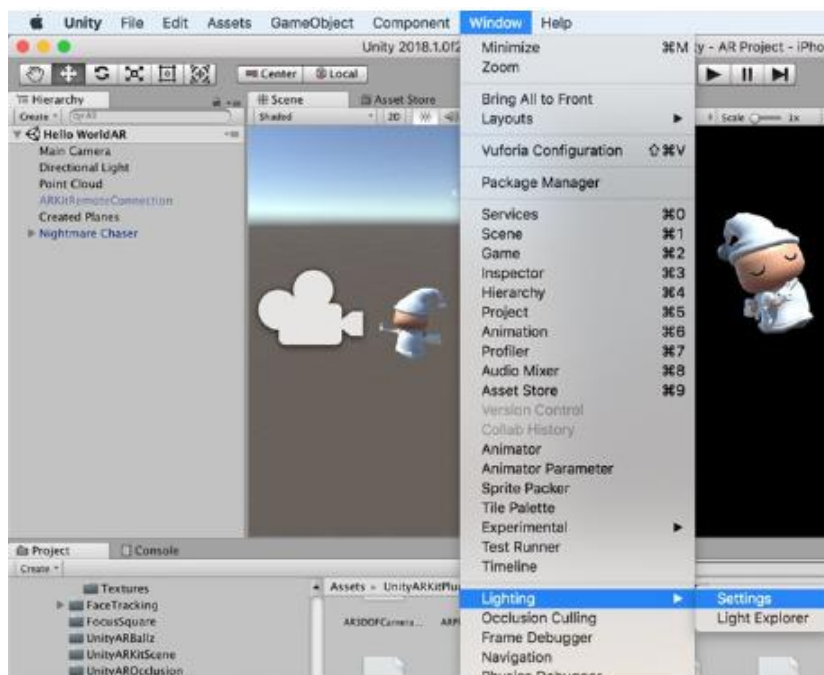 Unity File Edit Assets GameObject Component Window Help
Unity 2018.1.0f2
y - AR Project - iPho
Center Local
Hierarchy
Create
Scene Asset Store
Shaded 2D
Scale 1x
Hello WorldAR
Main Camera
Directional Light
Point Cloud
ARKitRemoteConnection
Created Planes
Nightmare Chaser
Minimize ⌘M
Zoom
Bring All to Front
Layouts
Vuforia Configuration ⇧⌘V
Package Manager
Services ⌘0
Scene ⌘1
Game ⌘2
Inspector ⌘3
Hierarchy ⌘4
Project ⌘5
Animation ⌘6
Profiler ⌘7
Audio Mixer ⌘8
Asset Store ⌘9
Version Control
Collab History
Animator
Animator Parameter
Sprite Packer
Tile Palette
Experimental
Test Runner
Timeline
Lighting
Settings
Light Explorer
Occlusion Culling
Frame Debugger
Navigation
Physics Debugger
Project Console
Create
Textures
FaceTracking
FocusSquare
UnityARBallz
UnityARKitScene
UnityAROcclusion
Assets UnityARKitPlu
AR3DOFCamera...